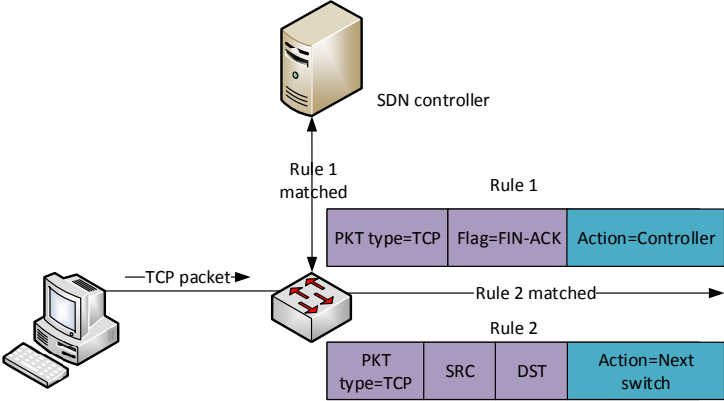 SDN controller
Rule 1
matched
Rule 1
PKT type=TCP
Flag=FIN-ACK
Action=Controller
TCP packet
Rule 2 matched
Rule 2
PKT
type=TCP
SRC
DST
Action=Next
switch